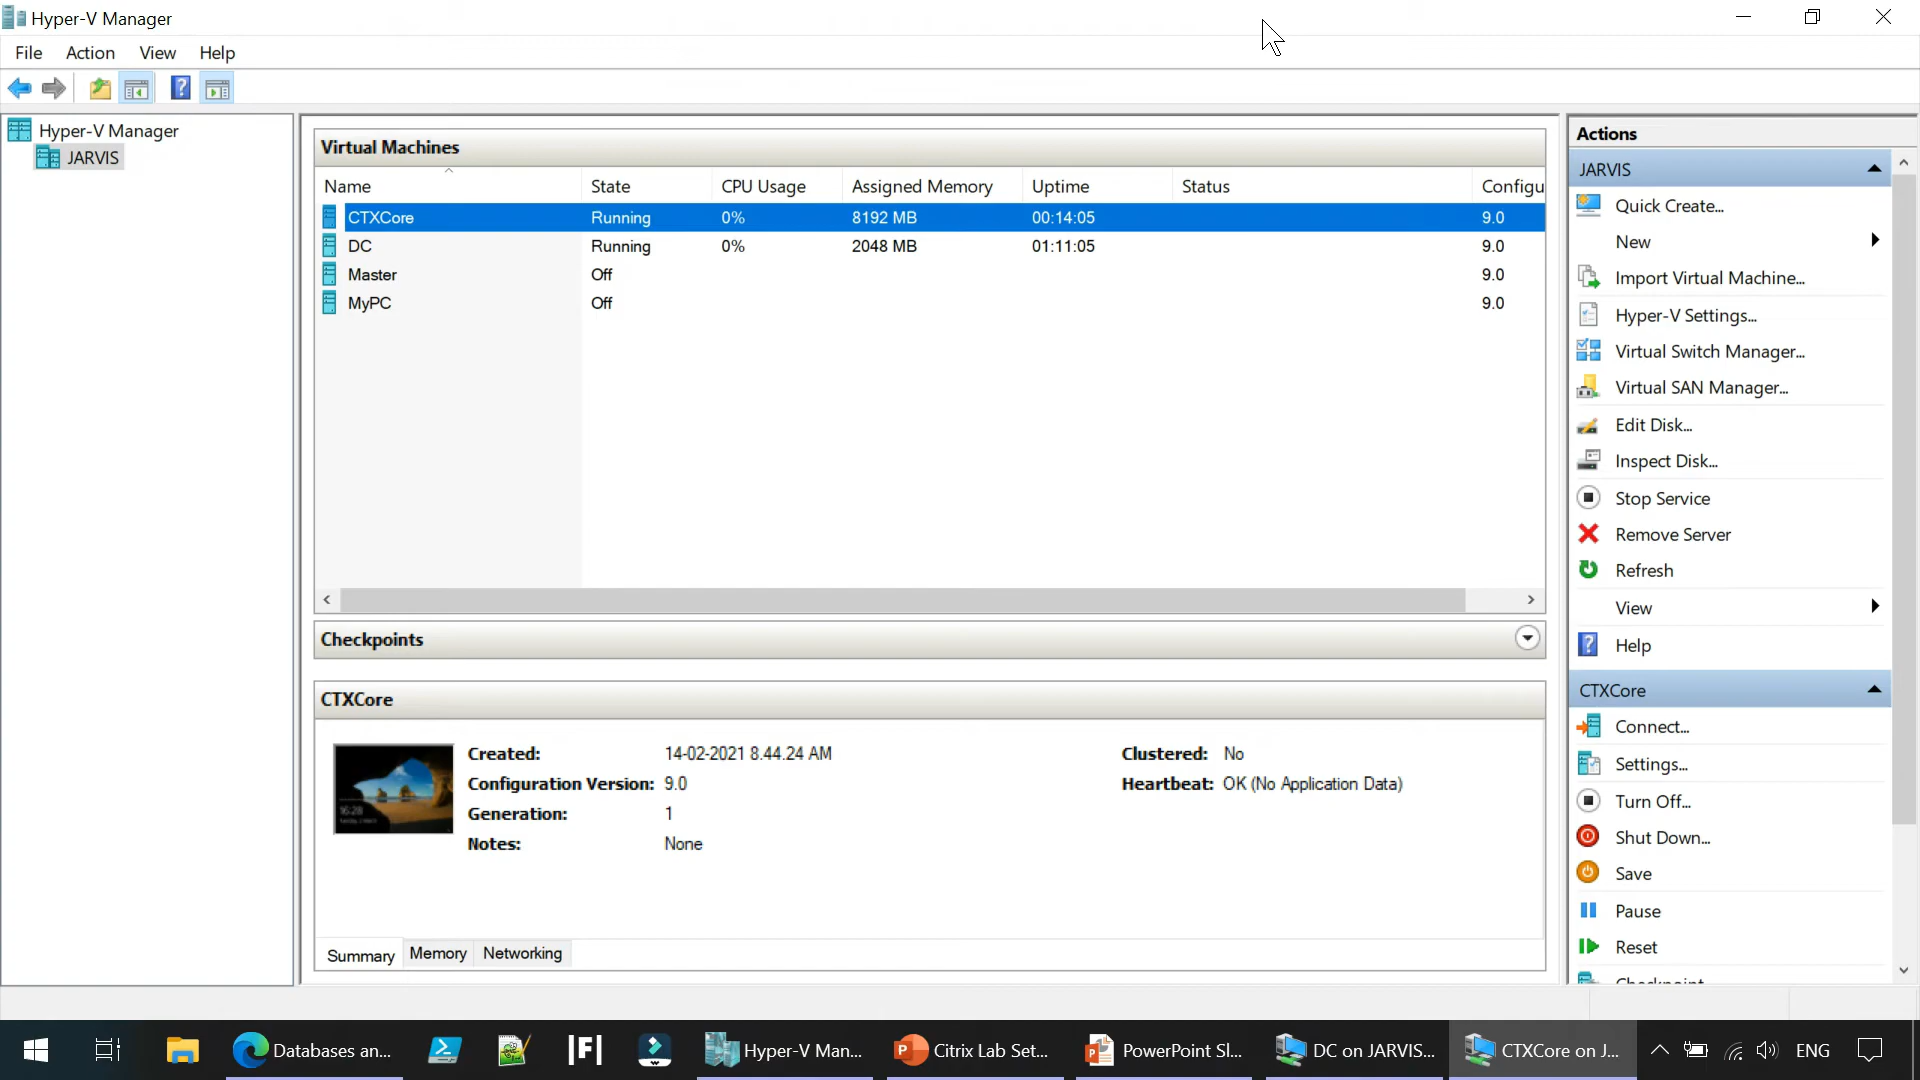 Hyper-V Manager
File Action View Help
Hyper-V Manager
JARVIS
Virtual Machines
Name State CPU Usage Assigned Memory Uptime Status Configu
CTXCore Running 0% 8192 MB 00:14:05 9.0
DC Running 0% 2048 MB 01:11:05 9.0
Master Off 9.0
MyPC Off 9.0
Checkpoints
CTXCore
Created: 14-02-2021 8.44.24 AM Clustered: No
Configuration Version: 9.0 Heartbeat: OK (No Application Data)
Generation: 1
Notes: None
16:28
Summary Memory Networking
Actions
JARVIS
Quick Create...
New
Import Virtual Machine...
Hyper-V Settings...
Virtual Switch Manager...
Virtual SAN Manager...
Edit Disk...
Inspect Disk...
Stop Service
Remove Server
Refresh
View
Help
CTXCore
Connect...
Settings...
Turn Off...
Shut Down...
Save
Pause
Reset
Checkpoint
Databases an...
Hyper-V Man...
Citrix Lab Set...
PowerPoint Sl...
DC on JARVIS...
CTXCore on J...
ENG